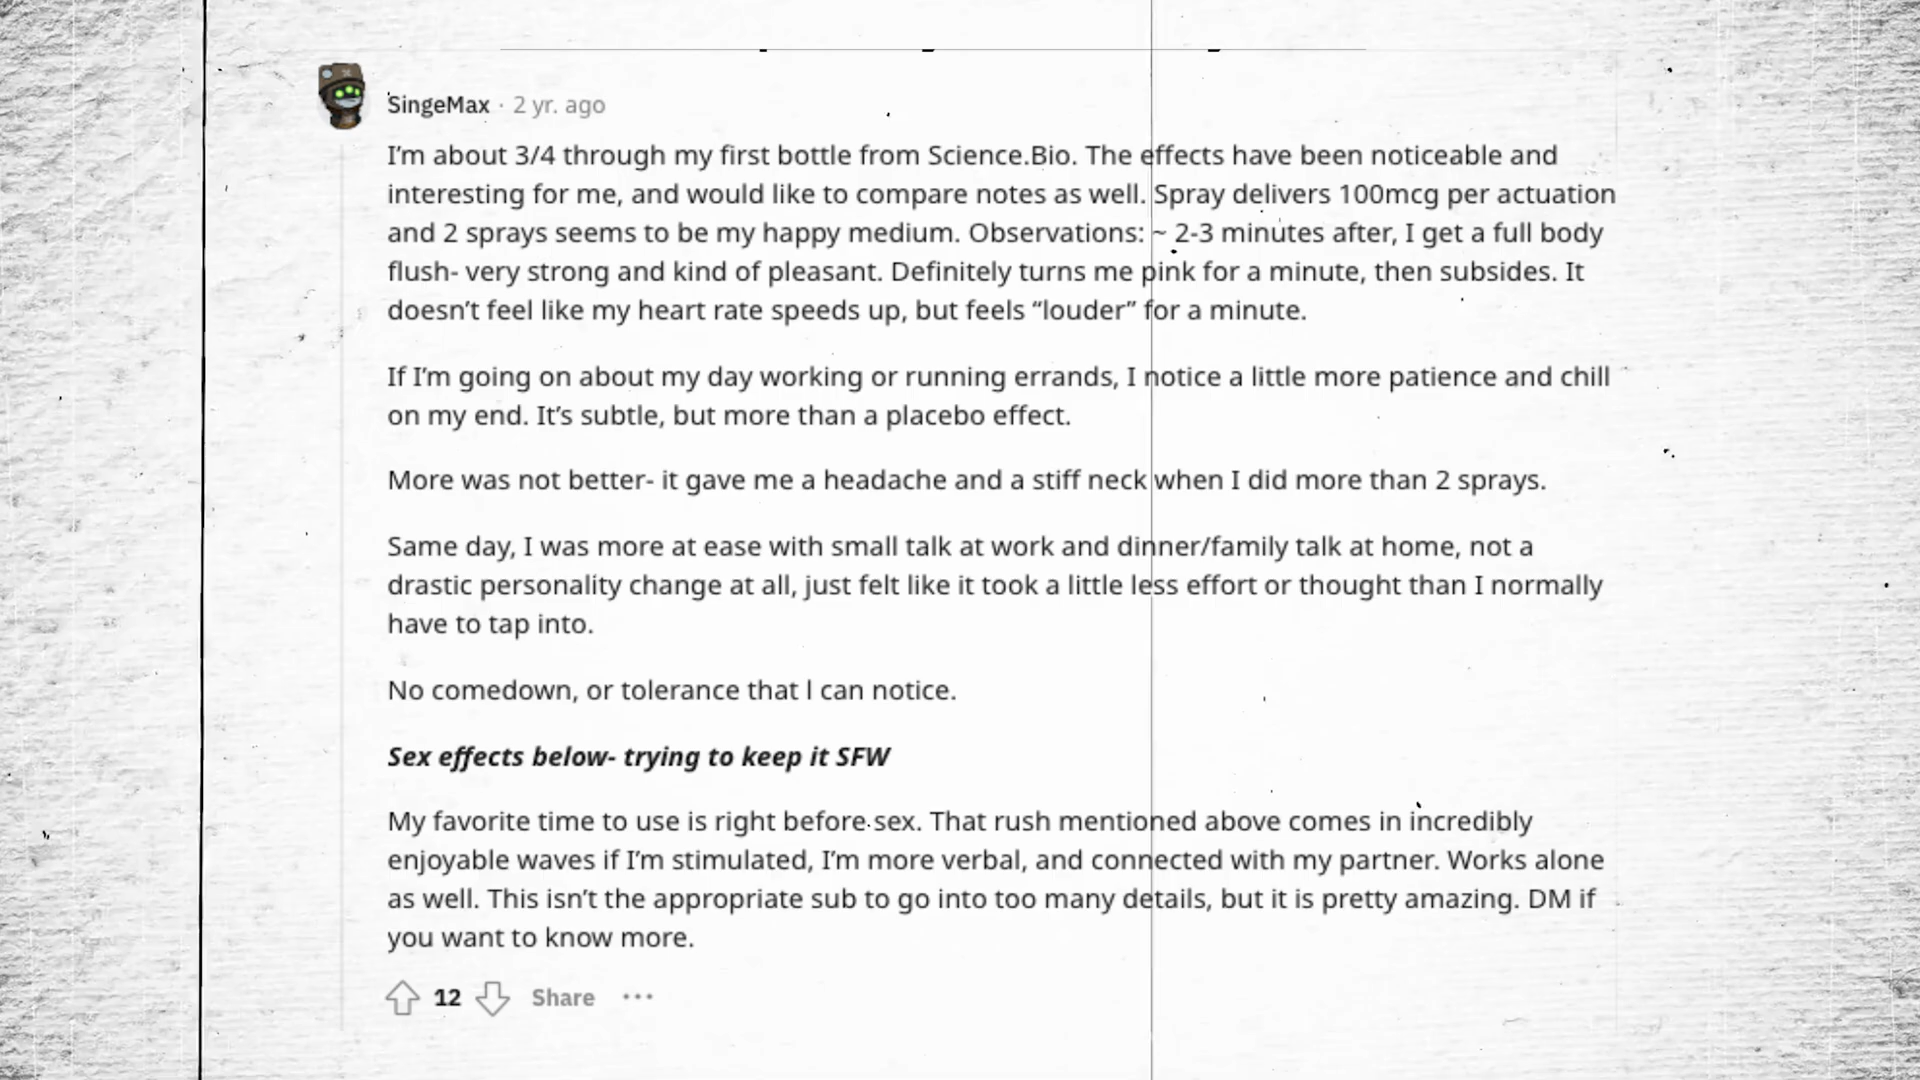 SingeMax · 2 yr. ago
I'm about 3/4 through my first bottle from Science.Bio. The effects have been noticeable and
interesting for me, and would like to compare notes as well. Spray delivers 100mcg per actuation
and 2 sprays seems to be my happy medium. Observations: ~ 2-3 minutes after, I get a full body
flush- very strong and kind of pleasant. Definitely turns me pink for a minute, then subsides. It
doesn't feel like my heart rate speeds up, but feels “louder” for a minute.
If I'm going on about my day working or running errands, I notice a little more patience and chill
on my end. It's subtle, but more than a placebo effect.
More was not better- it gave me a headache and a stiff neck when I did more than 2 sprays.
Same day, I was more at ease with small talk at work and dinner/family talk at home, not a
drastic personality change at all, just felt like it took a little less effort or thought than I normally
have to tap into.
No comedown, or tolerance that I can notice.
Sex effects below- trying to keep it SFW
My favorite time to use is right before sex. That rush mentioned above comes in incredibly
enjoyable waves if I'm stimulated, I'm more verbal, and connected with my partner. Works alone
as well. This isn't the appropriate sub to go into too many details, but it is pretty amazing. DM if
you want to know more.
12 Share ···